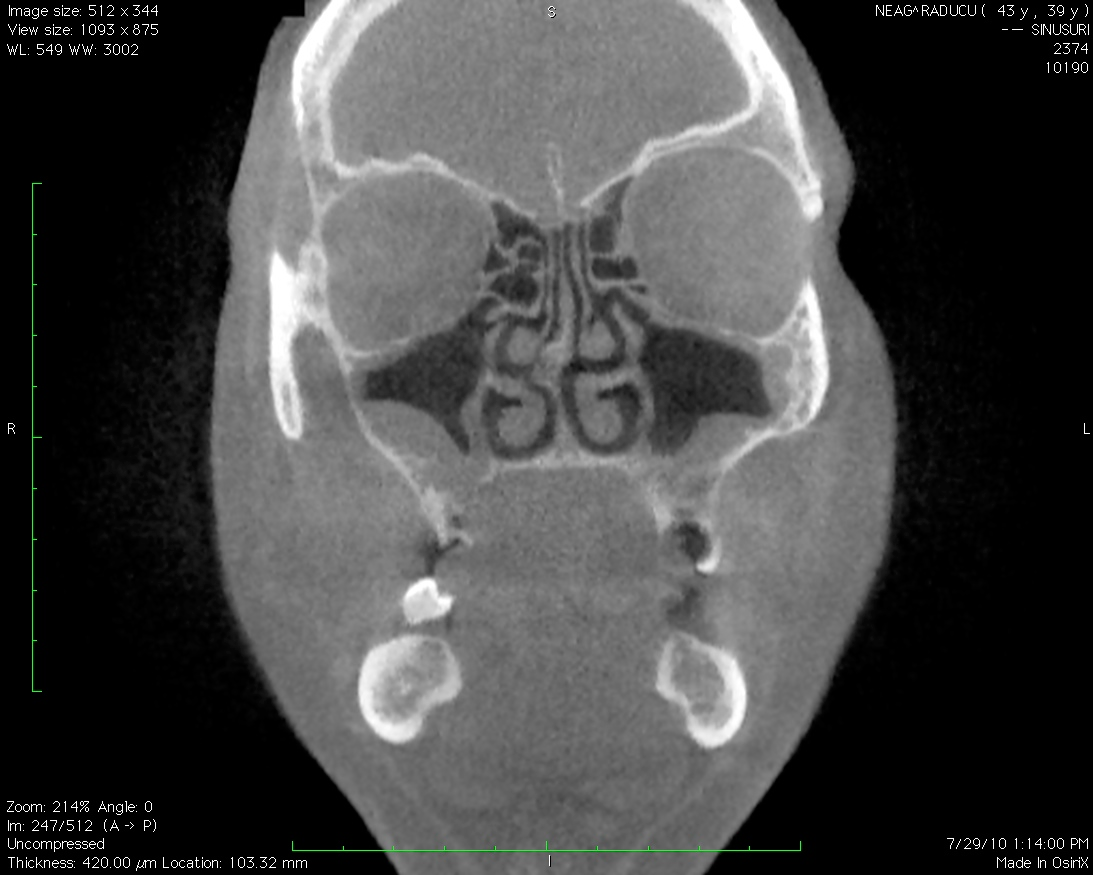 Image size: 512 x 344
View size: 1093 x 875
WL: 549 WW: 3002
S
NEAG^RADUCU ( 43 y , 39 y )
-- SINUSURI
2374
10190
R
L
Zoom: 214% Angle: 0
Im: 247/512 (A -> P)
Uncompressed
Thickness: 420.00 µm Location: 103.32 mm
I
7/29/10 1:14:00 PM
Made In OsiriX